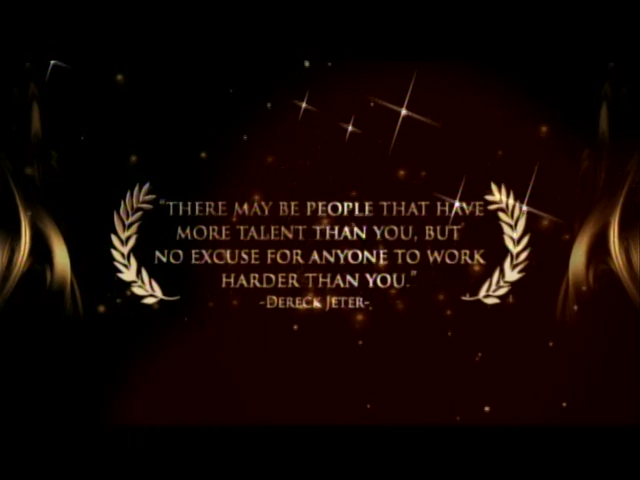 "THERE MAY BE PEOPLE THAT HAVE
MORE TALENT THAN YOU, BUT
NO EXCUSE FOR ANYONE TO WORK
HARDER THAN YOU."
-DERECK JETER-